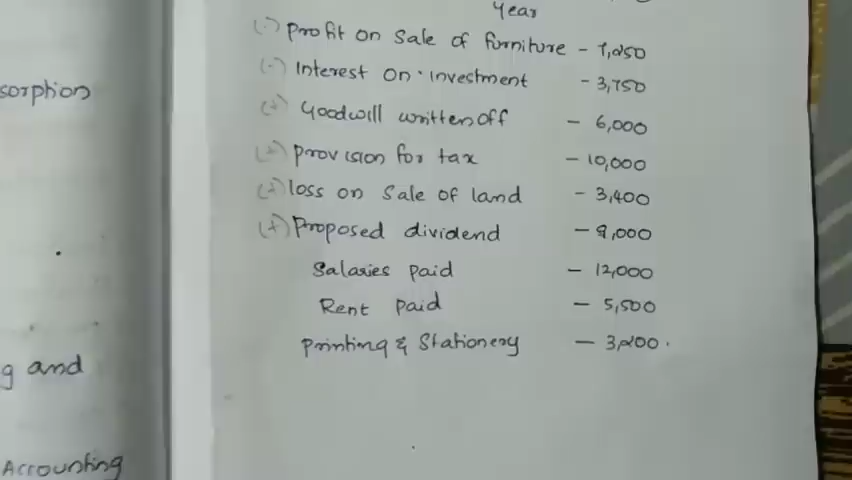 Year
(-) Profit on Sale of furniture - 1,250
(-) Interest on investment - 3,750
(+) Goodwill written off - 6,000
(+) provision for tax - 10,000
(+) loss on Sale of land - 3,400
(+) Proposed dividend - 9,000
Salaries paid - 12,000
Rent paid - 5,500
Printing & Stationery - 3,200.
sorption
g and
Accounting